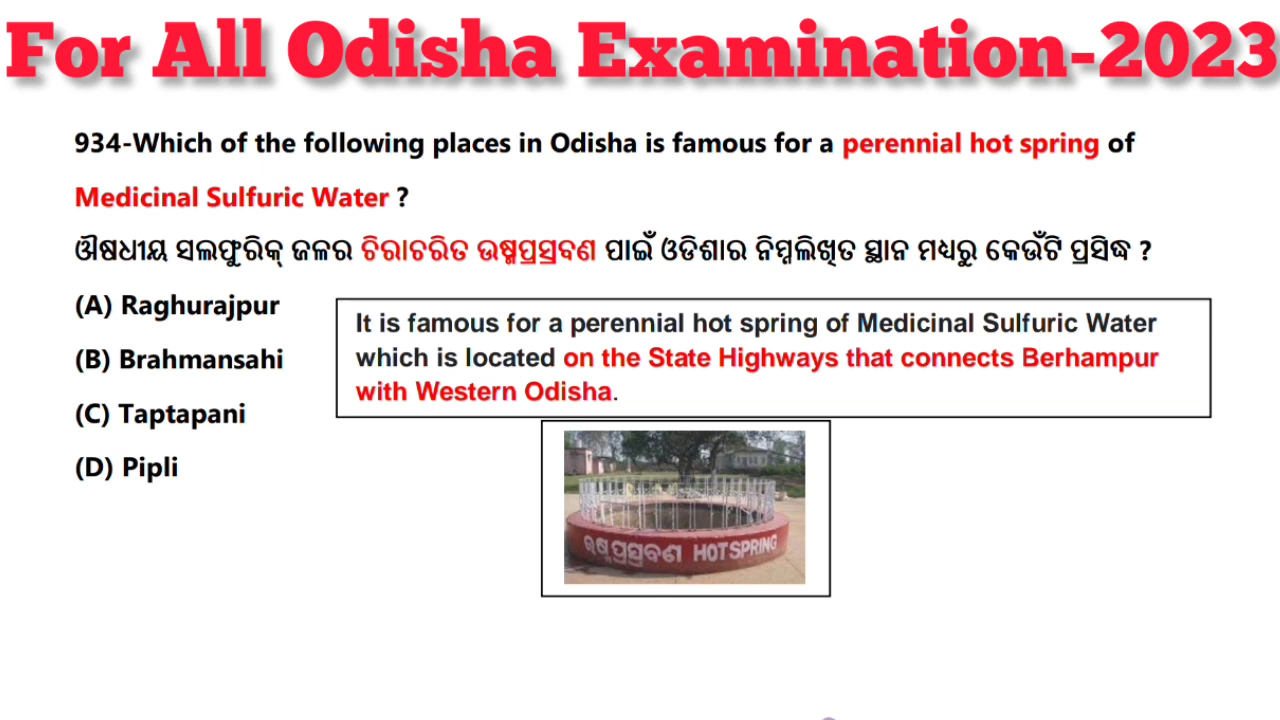 For All Odisha Examination-2023
934-Which of the following places in Odisha is famous for a perennial hot spring of
Medicinal Sulfuric Water ?
ଔଷଧୀୟ ସଲଫୁରିକ୍ ଜଳର ଚିରାଚରିତ ଉଷ୍ମପ୍ରସ୍ରବଣ ପାଇଁ ଓଡିଶାର ନିମ୍ନଲିଖିତ ସ୍ଥାନ ମଧ୍ୟରୁ କେଉଁଟି ପ୍ରସିଦ୍ଧ ?
(A) Raghurajpur
(B) Brahmansahi
(C) Taptapani
(D) Pipli
It is famous for a perennial hot spring of Medicinal Sulfuric Water
which is located on the State Highways that connects Berhampur
with Western Odisha.
ଉଷ୍ମ ପ୍ରସ୍ରବଣ HOT SPRING